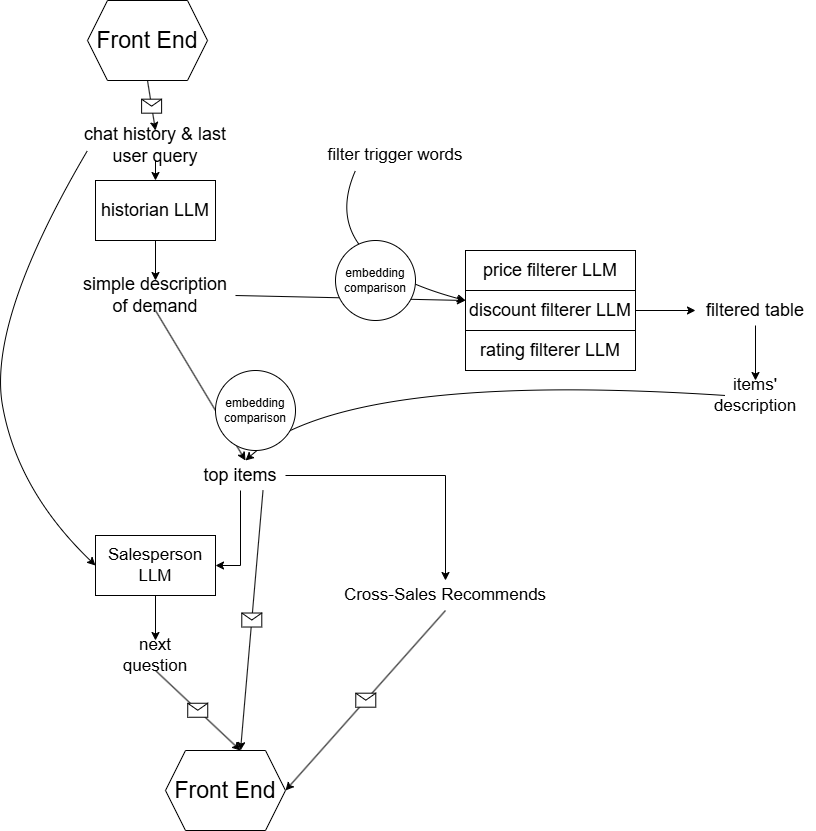 Front End
chat history & last
user query
filter trigger words
historian LLM
simple description
of demand
embedding
comparison
price filterer LLM
discount filterer LLM
rating filterer LLM
filtered table
items'
description
embedding
comparison
top items
Salesperson
LLM
Cross-Sales Recommends
next
question
Front End